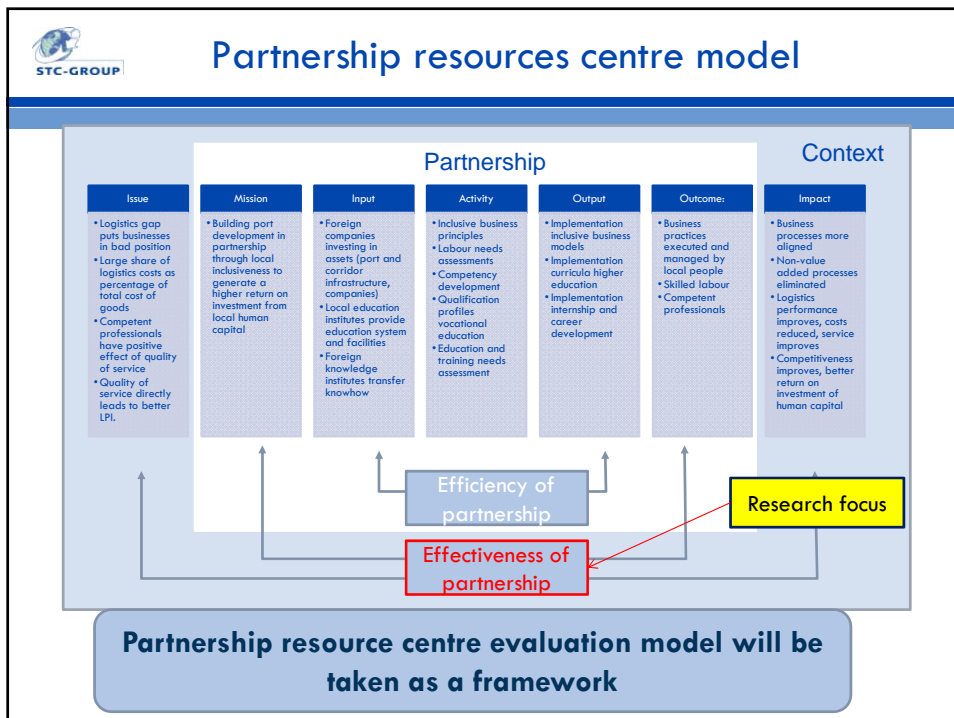 STC-GROUP
Partnership resources centre model
Context
Partnership
Issue
• Logistics gap
puts businesses
in bad position
• Large share of
logistics costs as
percentage of
total cost of
goods
• Competent
professionals
have positive
effect of quality
of service
• Quality of
service directly
leads to better
LPI.
Mission
• Building port
development in
partnership
through local
inclusiveness to
generate a
higher return on
investment from
local human
capital
Input
• Foreign
companies
investing in
assets (port and
corridor
infrastructure,
companies)
• Local education
institutes provide
education system
and facilities
• Foreign
knowledge
institutes transfer
knowhow
Activity
• Inclusive business
principles
• Labour needs
assessments
• Competency
development
• Qualification
profiles
vocational
education
• Education and
training needs
assessment
Output
• Implementation
inclusive business
models
• Implementation
curricula higher
education
• Implementation
internship and
career
development
Outcome:
• Business
practices
executed and
managed by
local people
• Skilled labour
• Competent
professionals
Impact
• Business
processes more
aligned
• Non-value
added processes
eliminated
• Logistics
performance
improves, costs
reduced, service
improves
• Competitiveness
improves, better
return on
investment of
human capital
Efficiency of
partnership
Research focus
Effectiveness of
partnership
Partnership resource centre evaluation model will be
taken as a framework